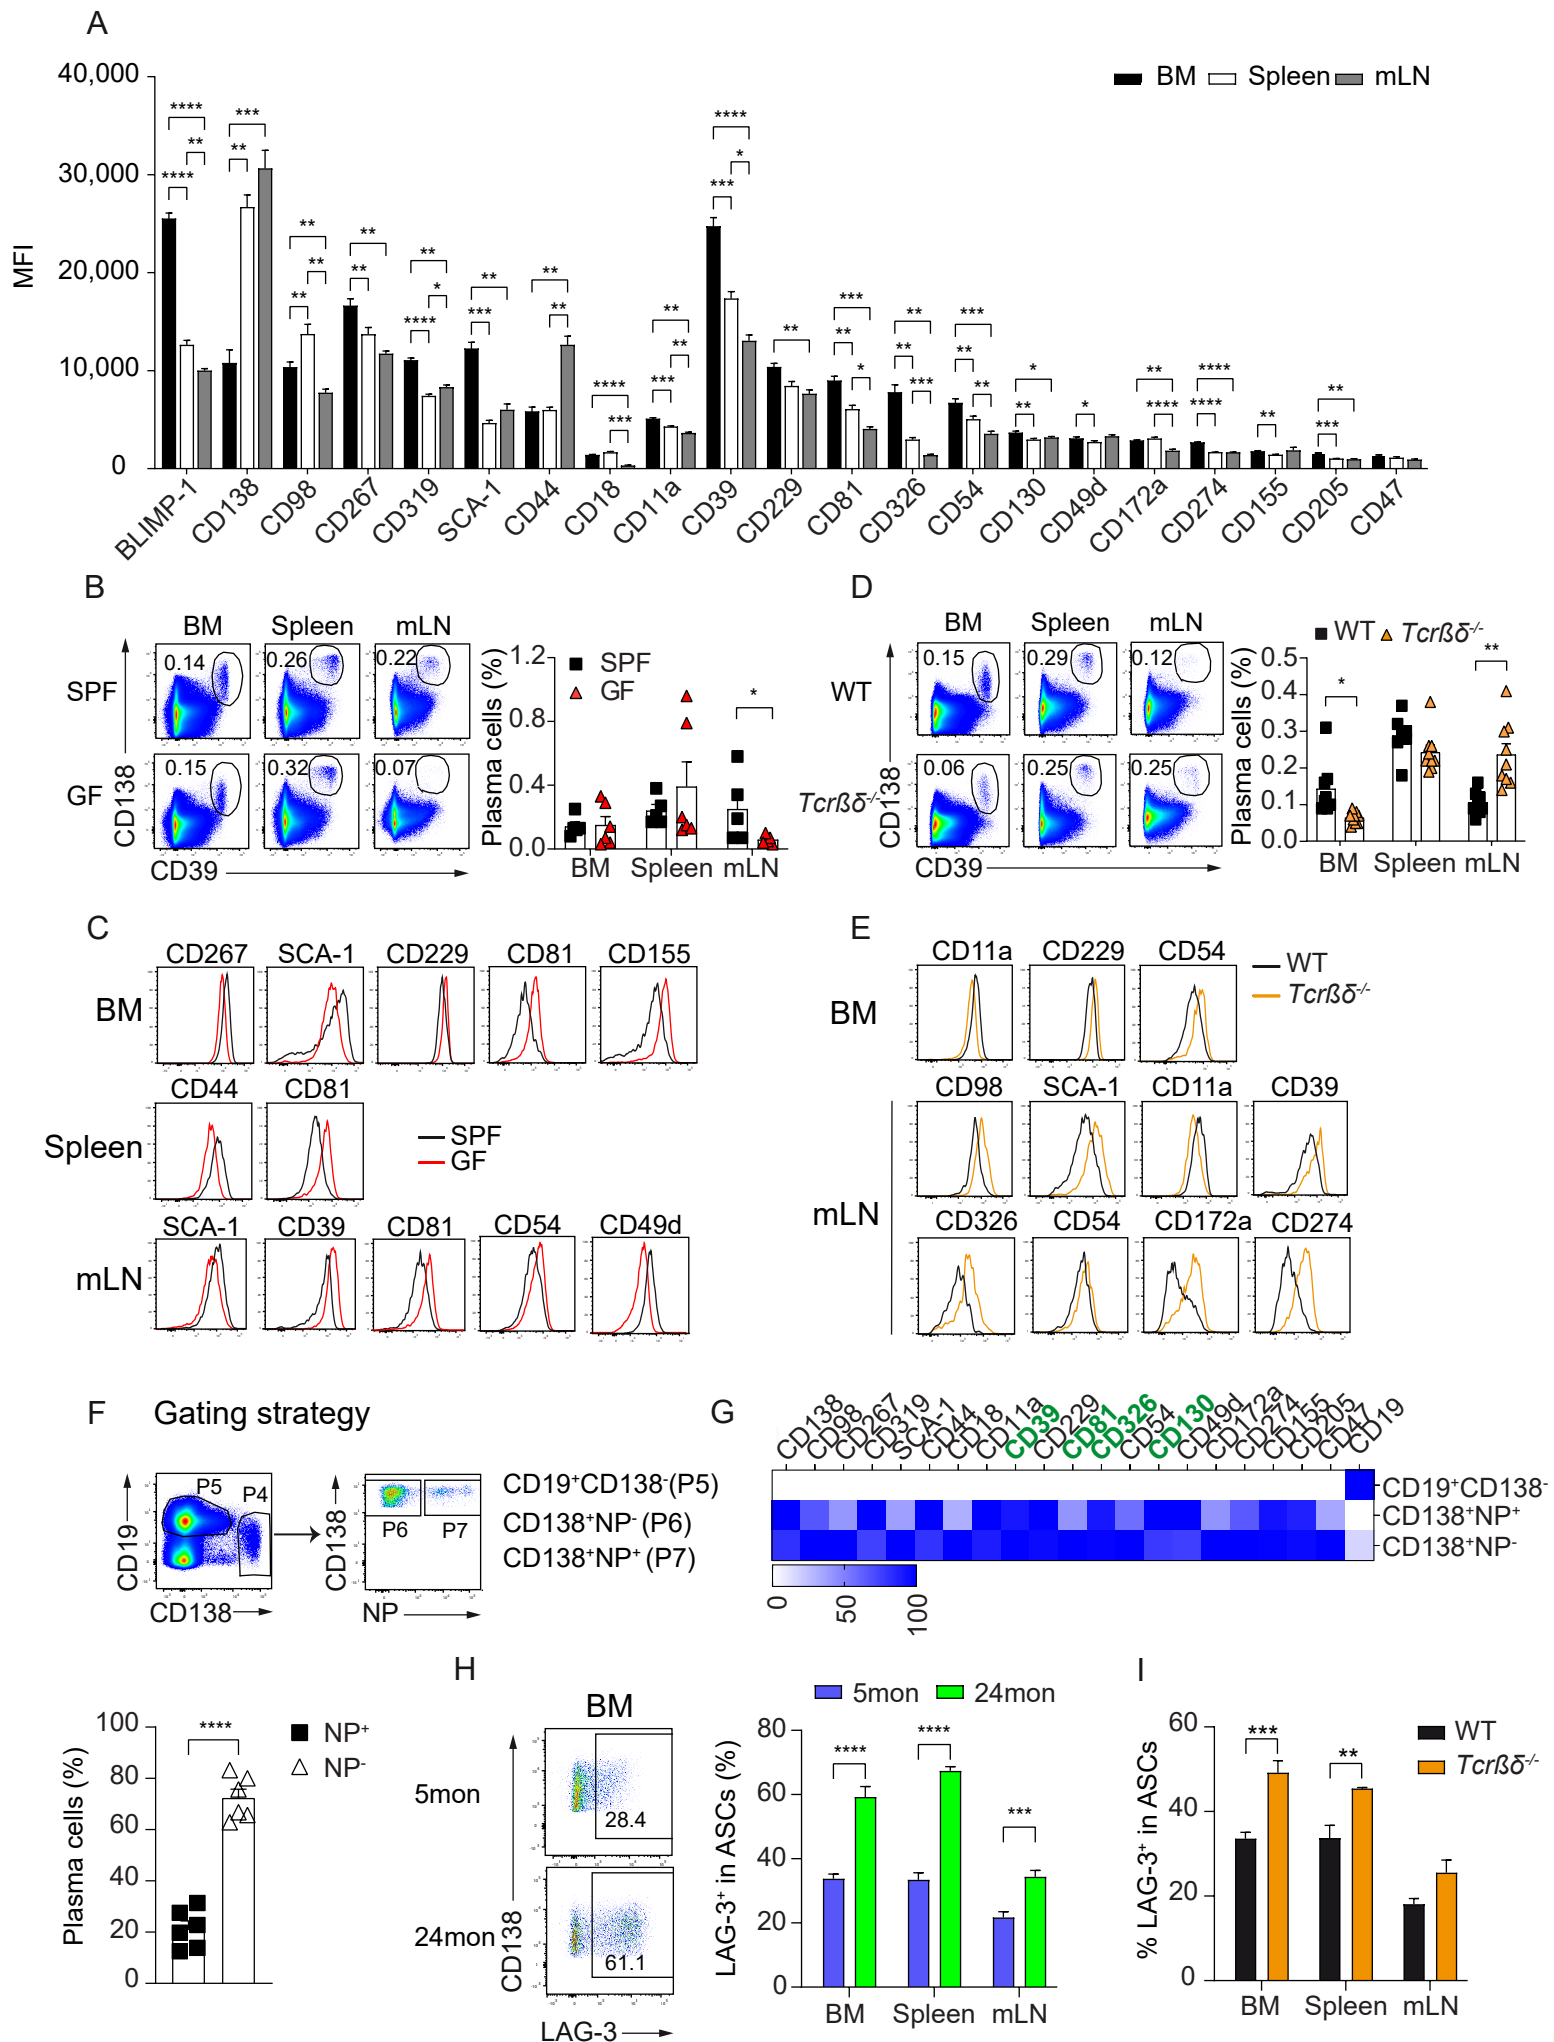 A
40,000
30,000
20,000
10,000
0
MFI
BM Spleen mLN
**** *** ** ** ** ** ** **** ** **** ** *** ** *** * ** **** ** **
** ** ** * ** ** * ** *
**** ** ** ** **** *** *** *** *** ** ** *** ** ** * **** **** ***
BLIMP-1 CD138 CD98 CD267 CD319 SCA-1 CD44 CD18 CD11a CD39 CD229 CD81 CD326 CD54 CD130 CD49d CD172a CD274 CD155 CD205 CD47
B
BM Spleen mLN
SPF
0.14 0.26 0.22
GF
0.15 0.32 0.07
CD138
CD39
Plasma cells (%)
1.2
0.8
0.4
0.0
SPF
GF
*
BM Spleen mLN
D
BM Spleen mLN
WT
0.15 0.29 0.12
Tcrßδ-/-
0.06 0.25 0.25
CD138
CD39
WT Tcrßδ-/-
Plasma cells (%)
0.5
0.4
0.3
0.2
0.1
0.0
* **
BM Spleen mLN
C
CD267 SCA-1 CD229 CD81 CD155
BM
CD44 CD81
Spleen
SPF
GF
SCA-1 CD39 CD81 CD54 CD49d
mLN
E
CD11a CD229 CD54
WT
Tcrßδ-/-
BM
CD98 SCA-1 CD11a CD39
mLN
CD326 CD54 CD172a CD274
F Gating strategy
CD19
P5 P4
CD138
CD138
P6 P7
NP
CD19+CD138-(P5)
CD138+NP- (P6)
CD138+NP+ (P7)
G
CD138 CD98 CD267 CD319 SCA-1 CD44 CD18 CD11a CD39 CD229 CD81 CD326 CD54 CD130 CD49d CD172a CD274 CD155 CD205 CD47 CD19
CD19+CD138-
CD138+NP+
CD138+NP-
0 50 100
Plasma cells (%)
100
80
60
40
20
0
****
NP+
NP-
H
BM
5mon
28.4
24mon
61.1
CD138
LAG-3
5mon 24mon
LAG-3+ in ASCs (%)
80
60
40
20
0
**** **** ***
BM Spleen mLN
I
% LAG-3+ in ASCs
60
40
20
0
*** **
WT
Tcrßδ-/-
BM Spleen mLN